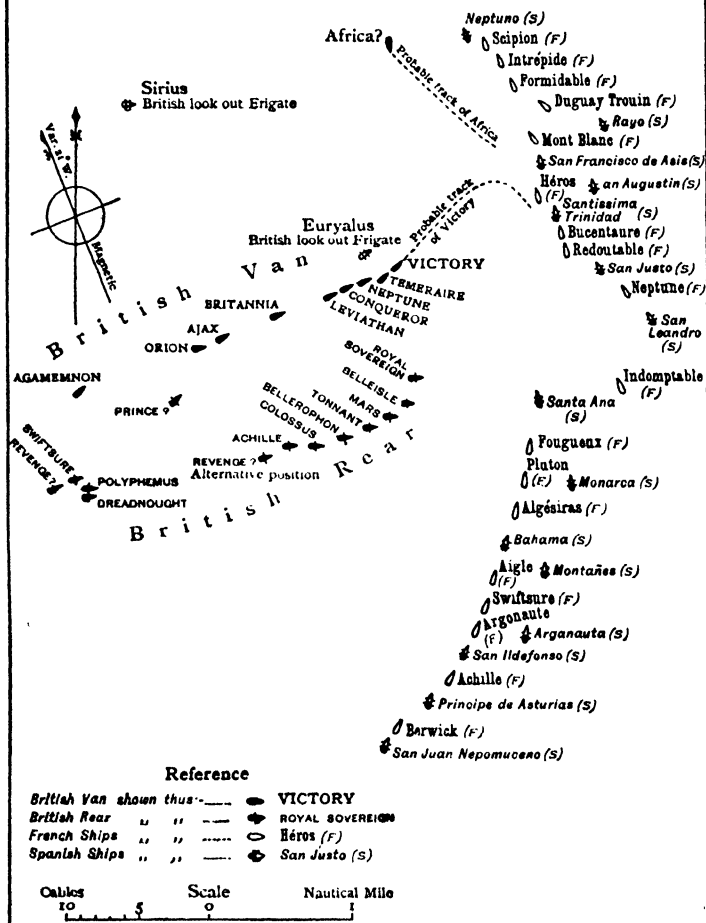 Neptuno (S)
Africa?
Scipion (F)
Intrépide (F)
Probable track of Africa
Formidable (F)
Sirius
British look out Erigate
Duguay Trouin (F)
Rayo (S)
Mont Blanc (F)
San Francisco de Asis (S)
Var. 21° W.
Magnetic
Héros
(F)
an Augustin (S)
Santissima
Trinidad (S)
Probable track
of Victory
Euryalus
British look out Frigate
Bucentaure (F)
Redoutable (F)
San Justo (S)
British Van
VICTORY
TEMERAIRE
NEPTUNE
CONQUEROR
LEVIATHAN
Neptune (F)
BRITANNIA
AJAX
ORION
San
Leandro
(S)
ROYAL
SOVEREIGN
AGAMEMNON
BELLEISLE
Indomptable
(F)
PRINCE ?
MARS
TONNANT
BELLEROPHON
COLOSSUS
Santa Ana
(S)
ACHILLE
REVENGE ?
Alternative position
SWIFTSURE
REVENGE ?
POLYPHEMUS
DREADNOUGHT
British Rear
Fougueux (F)
Pluton
(F)
Monarca (S)
Algésiras (F)
Bahama (S)
Aigle
(F)
Montañes (S)
Swiftsure (F)
Argonaute
(F)
Arganauta (S)
San Ildefonso (S)
Achille (F)
Principe de Asturias (S)
Berwick (F)
San Juan Nepomuceno (S)
Reference
British Van shown thus VICTORY
British Rear " " ROYAL SOVEREIGN
French Ships " " Héros (F)
Spanish Ships " " San Justo (S)
Cables Scale Nautical Mile
10 5 0 1